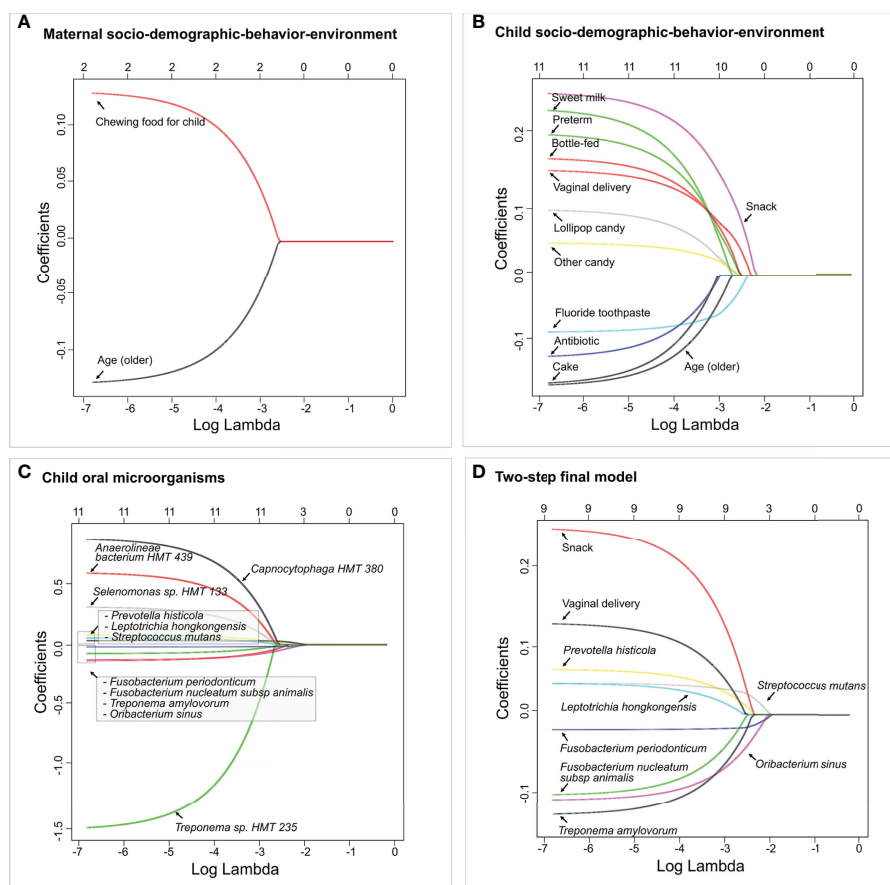 A
Maternal socio-demographic-behavior-environment
2 2 2 2 2 0 0 0
Coefficients
0.10
0.05
0.00
-0.05
-0.1
Chewing food for child
Age (older)
-7 -6 -5 -4 -3 -2 -1 0
Log Lambda
B
Child socio-demographic-behavior-environment
11 11 11 11 10 0 0 0
Coefficients
0.2
0.1
0.0
-0.1
Sweet milk
Preterm
Bottle-fed
Vaginal delivery
Snack
Lollipop candy
Other candy
Fluoride toothpaste
Antibiotic
Cake
Age (older)
-7 -6 -5 -4 -3 -2 -1 0
Log Lambda
C
Child oral microorganisms
11 11 11 11 11 3 0 0
Coefficients
0.5
0.0
-0.5
-1.0
-1.5
Anaerolineae
bacterium HMT 439
Capnocytophaga HMT 380
Selenomonas sp. HMT 133
- Prevotella histicola
- Leptotrichia hongkongensis
- Streptococcus mutans
- Fusobacterium periodonticum
- Fusobacterium nucleatum subsp animalis
- Treponema amylovorum
- Oribacterium sinus
Treponema sp. HMT 235
-7 -6 -5 -4 -3 -2 -1 0
Log Lambda
D
Two-step final model
9 9 9 9 9 3 0 0
Coefficients
0.2
0.1
0.0
-0.1
Snack
Vaginal delivery
Prevotella histicola
Streptococcus mutans
Leptotrichia hongkongensis
Fusobacterium periodonticum
Oribacterium sinus
Fusobacterium nucleatum
subsp animalis
Treponema amylovorum
-7 -6 -5 -4 -3 -2 -1 0
Log Lambda